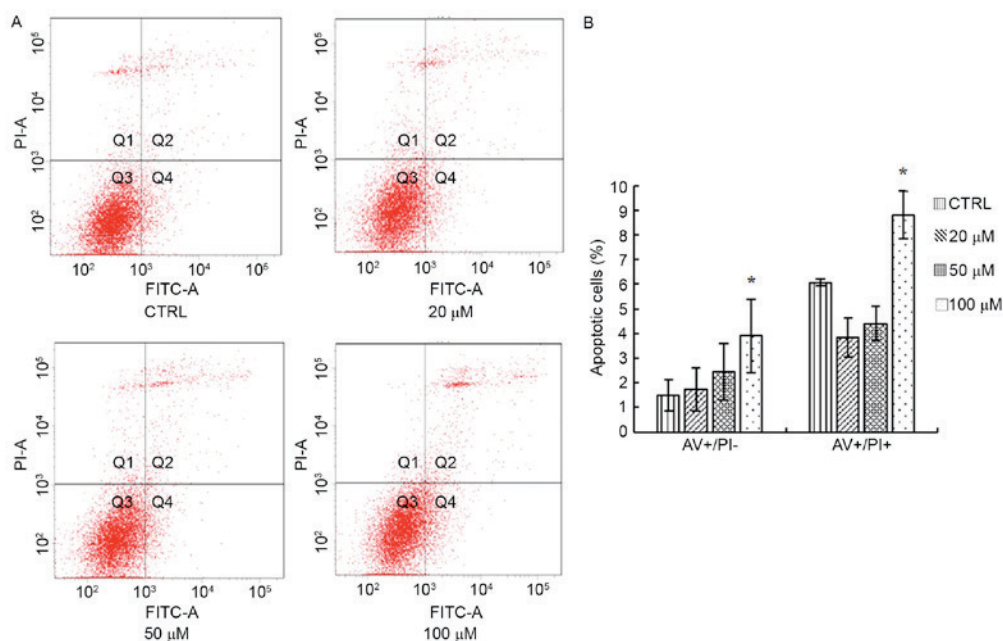 A
PI-A
10⁵
10⁴
10³
10²
Q1 Q2
Q3 Q4
10² 10³ 10⁴ 10⁵
FITC-A
CTRL
PI-A
10⁵
10⁴
10³
10²
Q1 Q2
Q3 Q4
10² 10³ 10⁴ 10⁵
FITC-A
20 μM
PI-A
10⁵
10⁴
10³
10²
Q1 Q2
Q3 Q4
10² 10³ 10⁴ 10⁵
FITC-A
50 μM
PI-A
10⁵
10⁴
10³
10²
Q1 Q2
Q3 Q4
10² 10³ 10⁴ 10⁵
FITC-A
100 μM
B
Apoptotic cells (%)
10
9
8
7
6
5
4
3
2
1
0
*
*
AV+/PI- AV+/PI+
CTRL
20 μM
50 μM
100 μM